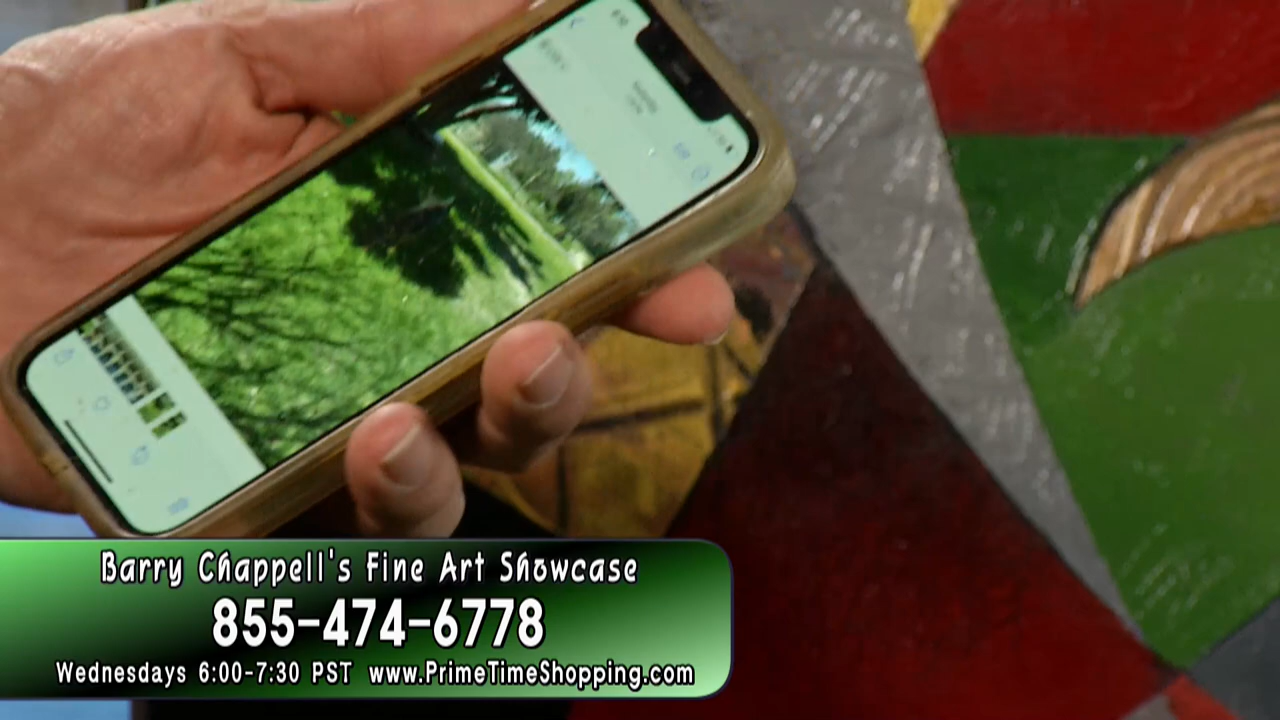 Barry Chappell's Fine Art Showcase
855-474-6778
Wednesdays 6:00-7:30 PST www.PrimeTimeShopping.com